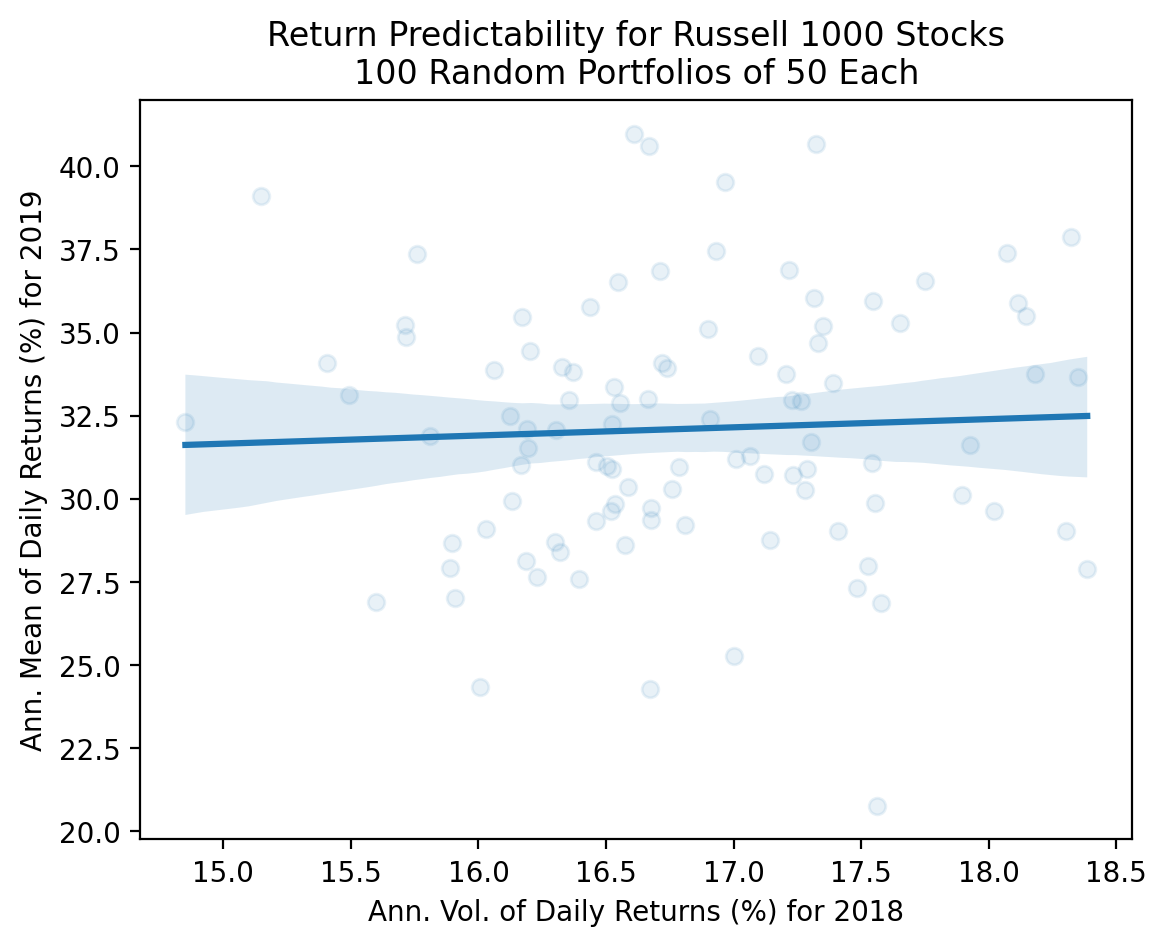 Return Predictability for Russell 1000 Stocks
100 Random Portfolios of 50 Each
Ann. Mean of Daily Returns (%) for 2019
40.0
37.5
35.0
32.5
30.0
27.5
25.0
22.5
20.0
15.0 15.5 16.0 16.5 17.0 17.5 18.0 18.5
Ann. Vol. of Daily Returns (%) for 2018